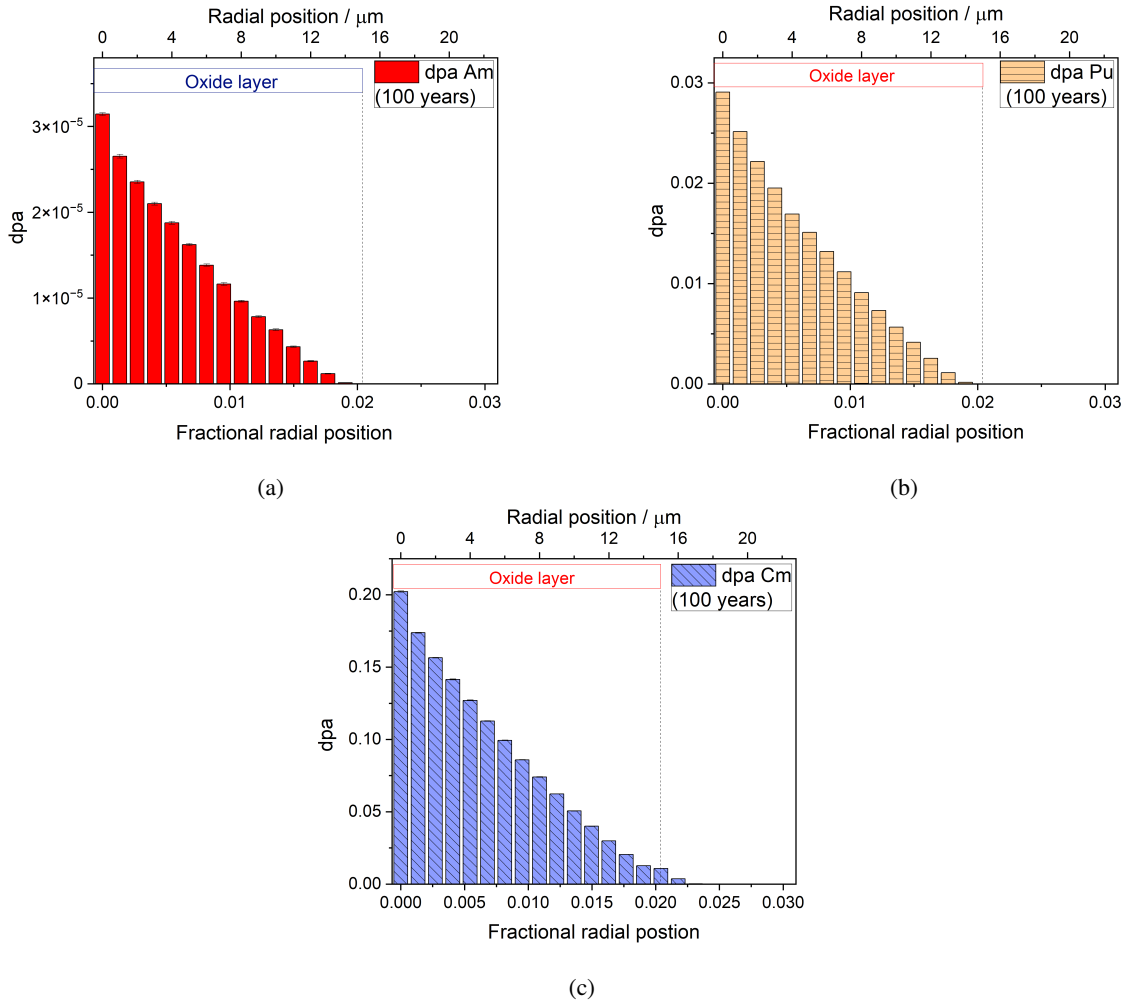 Radial position / μm
0 4 8 12 16 20
Oxide layer
dpa Am
(100 years)
dpa
3×10⁻⁵
2×10⁻⁵
1×10⁻⁵
0
0.00 0.01 0.02 0.03
Fractional radial position
(a)
Radial position / μm
0 4 8 12 16 20
Oxide layer
dpa Pu
(100 years)
dpa
0.03
0.02
0.01
0.00
0.00 0.01 0.02 0.03
Fractional radial position
(b)
Radial position / μm
0 4 8 12 16 20
Oxide layer
dpa Cm
(100 years)
dpa
0.20
0.15
0.10
0.05
0.00
0.000 0.005 0.010 0.015 0.020 0.025 0.030
Fractional radial postion
(c)